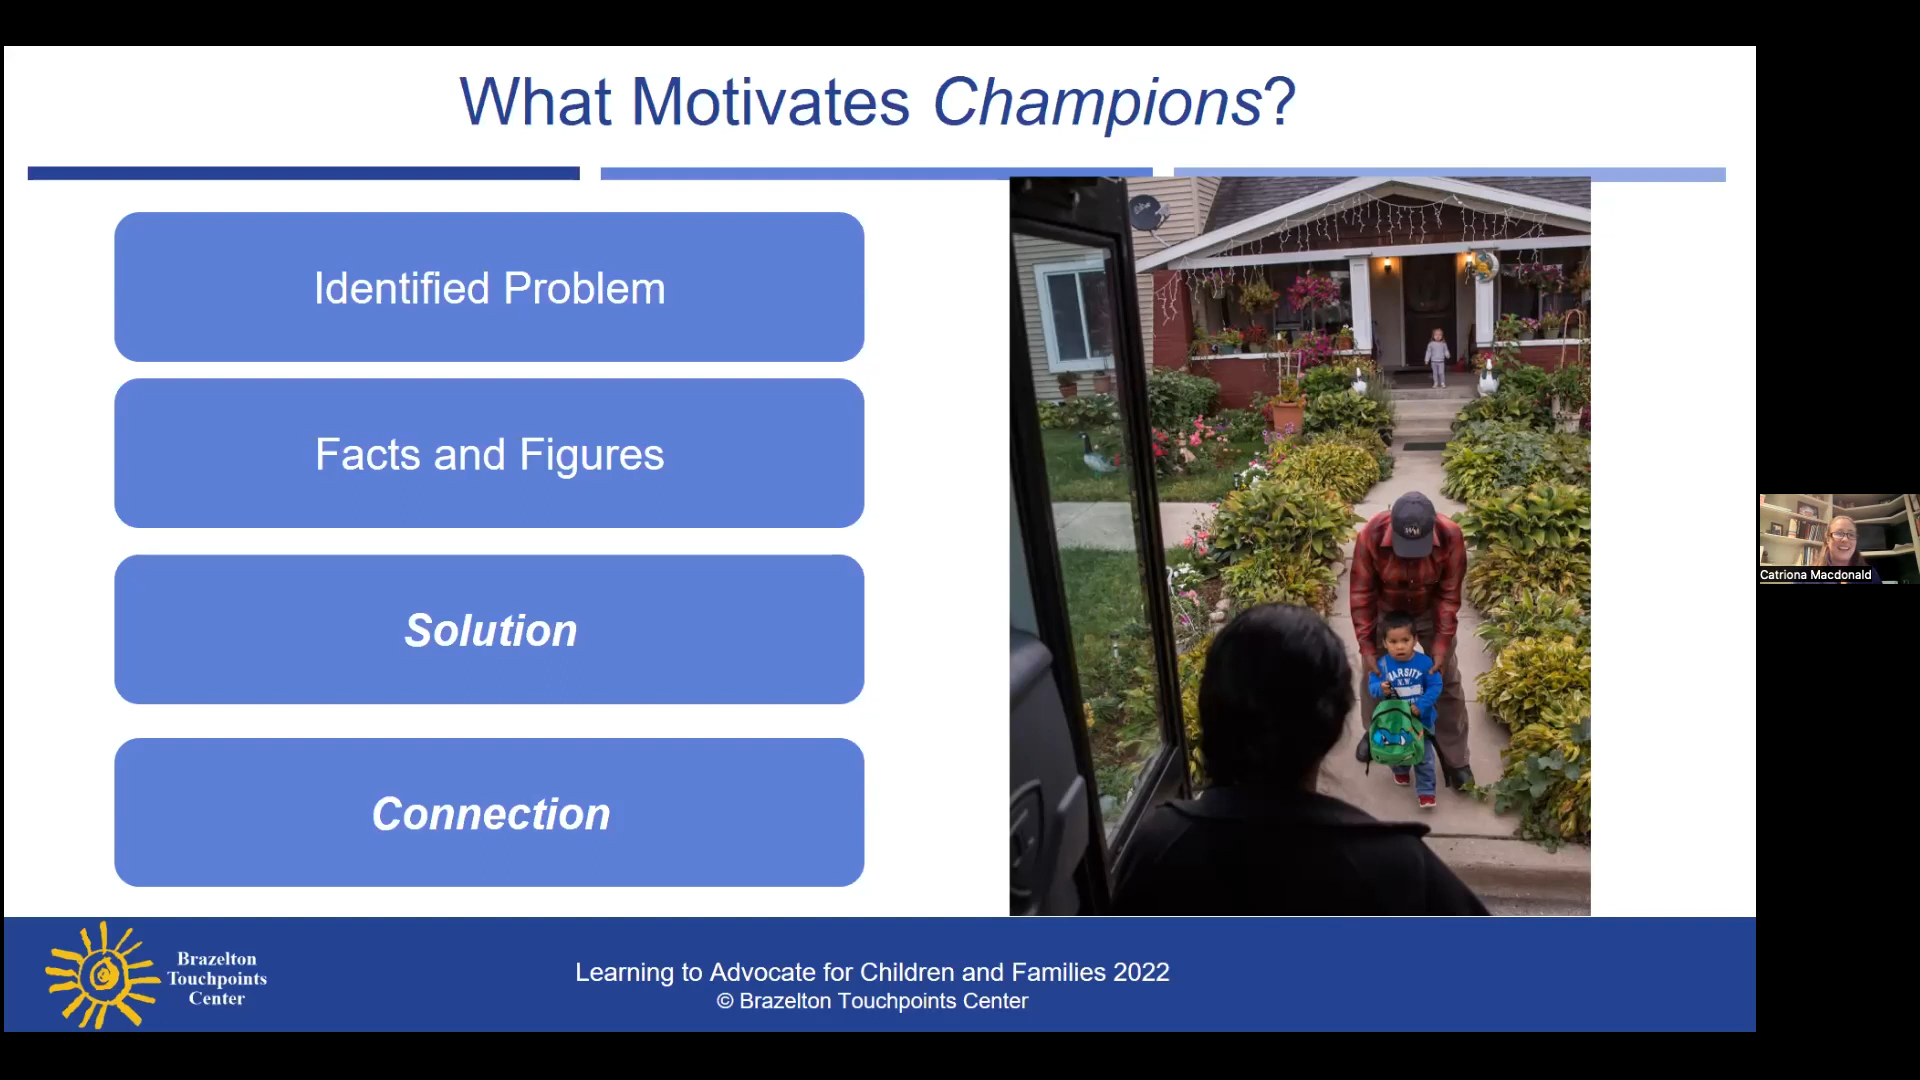 What Motivates Champions?
Identified Problem
Facts and Figures
Solution
Connection
VARSITY
N.W.
Brazelton
Touchpoints
Center
Learning to Advocate for Children and Families 2022
© Brazelton Touchpoints Center
Catriona Macdonald